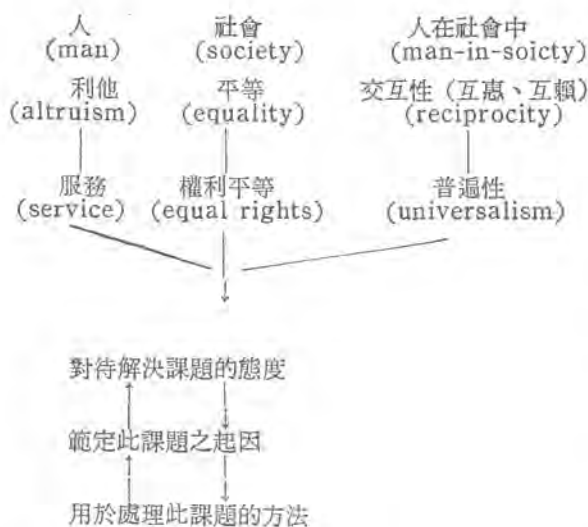 人 社會 人在社會中
(man) (society) (man-in-soicty)
利他 平等 交互性（互惠、互賴）
(altruism) (equality) (reciprocity)
服務 權利平等 普遍性
(service) (equal rights) (universalism)
對待解決課題的態度
範定此課題之起因
用於處理此課題的方法